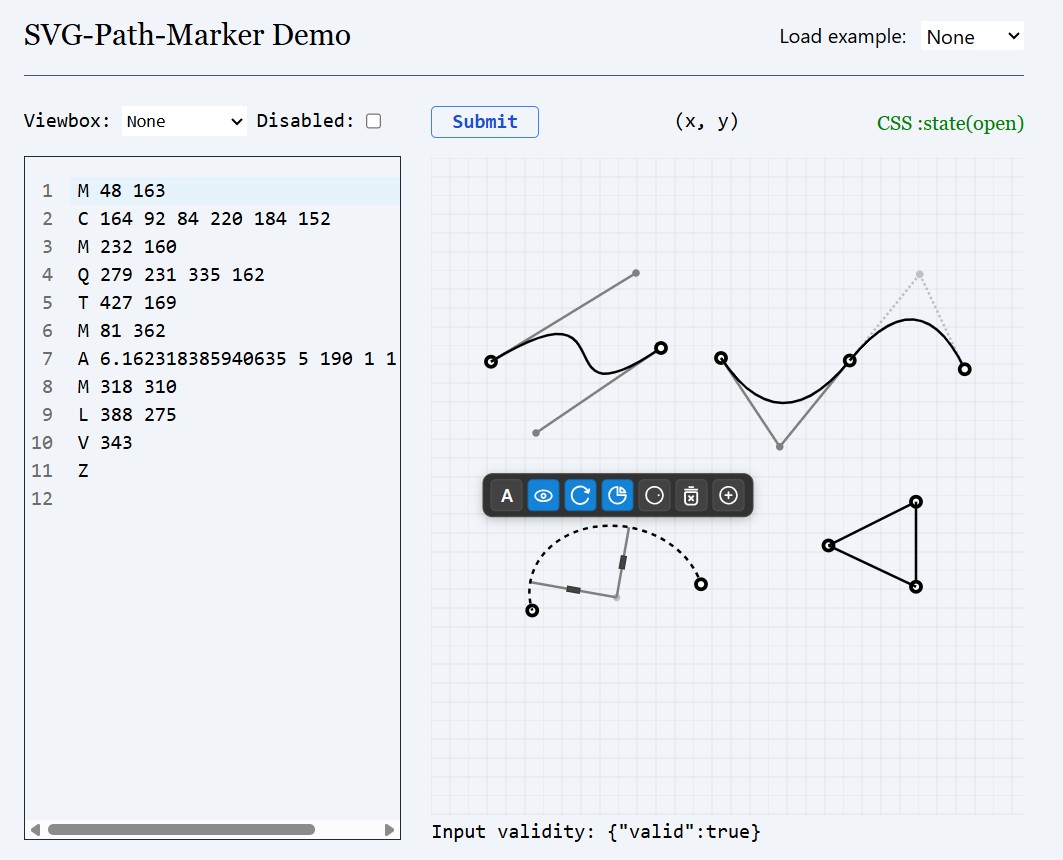 SVG-Path-Marker Demo
Load example: None
Viewbox: None Disabled:
Submit
(x, y)
CSS :state(open)
1 M 48 163
2 C 164 92 84 220 184 152
3 M 232 160
4 Q 279 231 335 162
5 T 427 169
6 M 81 362
7 A 6.162318385940635 5 190 1 1
8 M 318 310
9 L 388 275
10 V 343
11 Z
12
A
Input validity: {"valid":true}